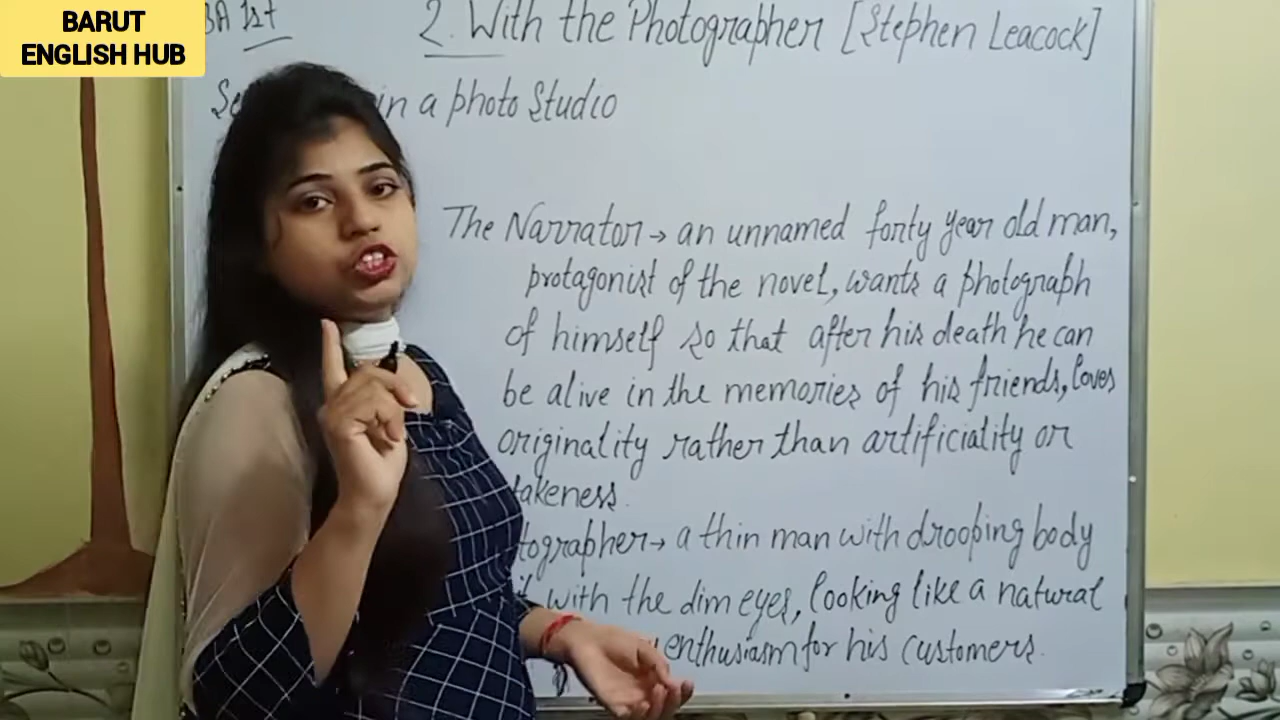 BARUT
ENGLISH HUB
BA 1st
2. With the Photographer [Stephen Leacock]
in a photo Studio
The Narrator → an unnamed forty year old man,
protagonist of the novel, wants a photograph
of himself so that after his death he can
be alive in the memories of his friends, loves
originality rather than artificiality or
fakeness.
tographer → a thin man with drooping body
with the dim eyes, looking like a natural
enthusiasm for his customers.